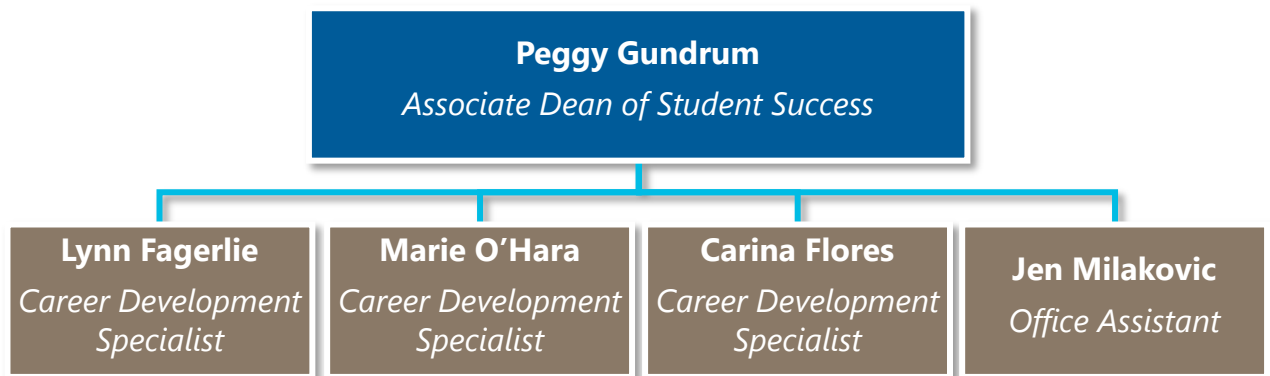 Peggy Gundrum
Associate Dean of Student Success
Lynn Fagerlie
Career Development
Specialist
Marie O’Hara
Career Development
Specialist
Carina Flores
Career Development
Specialist
Jen Milakovic
Office Assistant